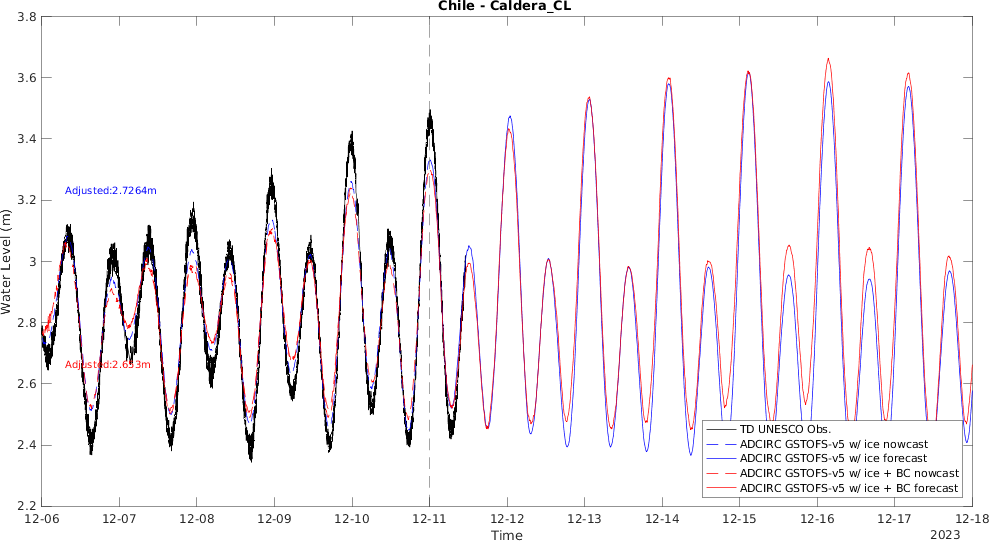 Chile - Caldera_CL
3.8
3.6
3.4
3.2
3
2.8
2.6
2.4
2.2
Water Level (m)
Adjusted:2.7264m
Adjusted:2.653m
TD UNESCO Obs.
ADCIRC GSTOFS-v5 w/ ice nowcast
ADCIRC GSTOFS-v5 w/ ice forecast
ADCIRC GSTOFS-v5 w/ ice + BC nowcast
ADCIRC GSTOFS-v5 w/ ice + BC forecast
12-06 12-07 12-08 12-09 12-10 12-11 12-12 12-13 12-14 12-15 12-16 12-17 12-18
Time
2023